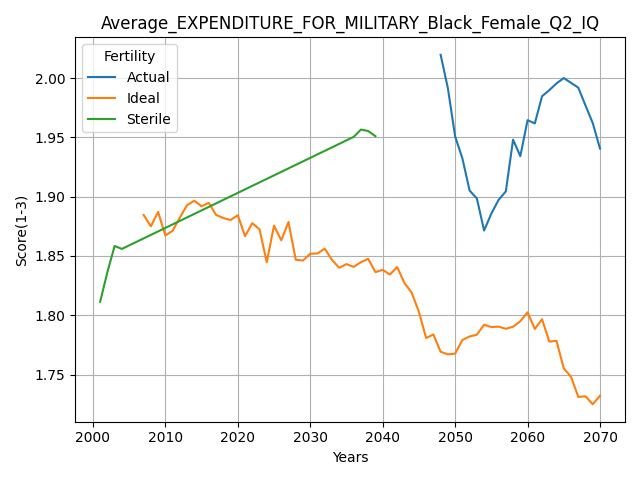 Average_EXPENDITURE_FOR_MILITARY_Black_Female_Q2_IQ
Fertility
Actual
Ideal
Sterile
Score(1-3)
2.00
1.95
1.90
1.85
1.80
1.75
2000 2010 2020 2030 2040 2050 2060 2070
Years